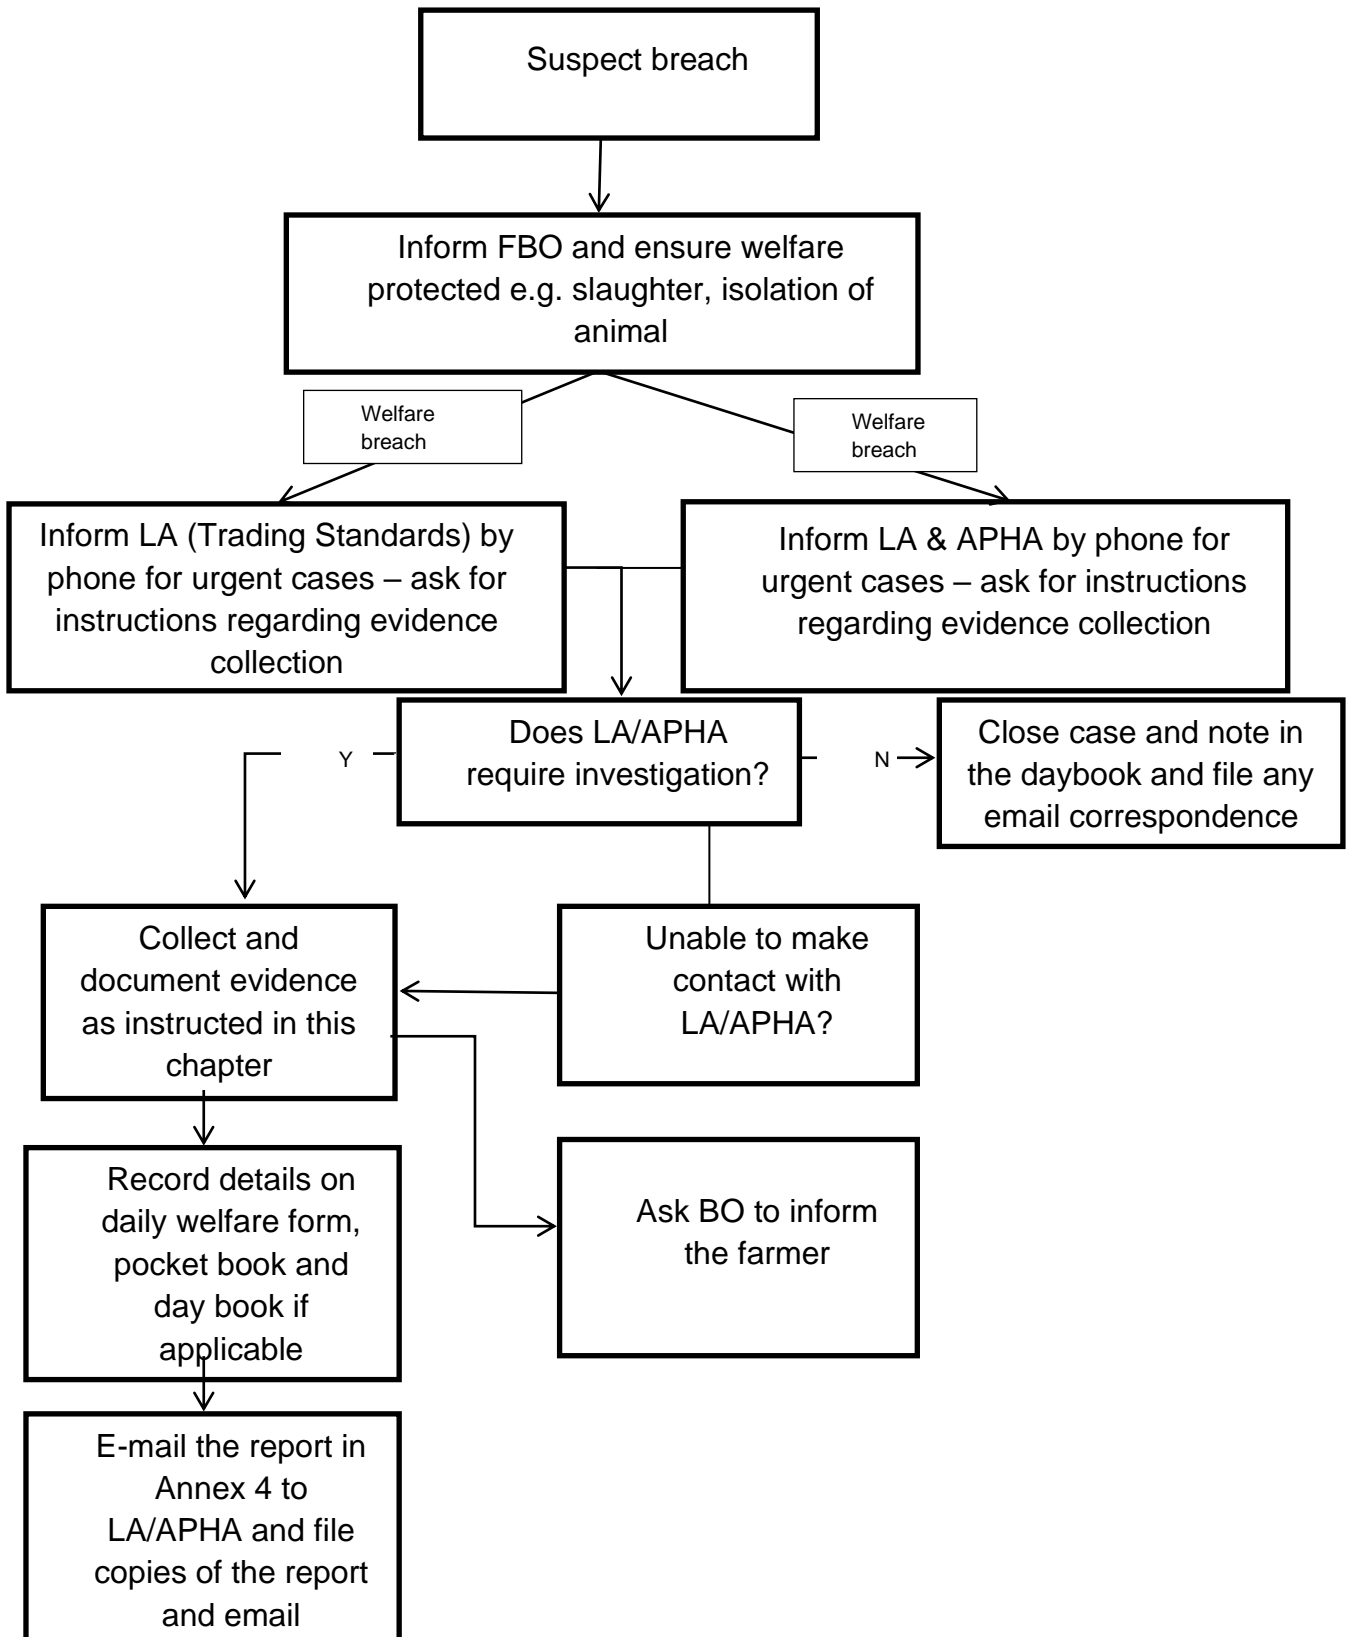 Suspect breach
Inform FBO and ensure welfare
protected e.g. slaughter, isolation of
animal
Welfare
breach
Welfare
breach
Inform LA (Trading Standards) by
phone for urgent cases – ask for
instructions regarding evidence
collection
Inform LA & APHA by phone for
urgent cases – ask for instructions
regarding evidence collection
Does LA/APHA
require investigation?
Y
N
Close case and note in
the daybook and file any
email correspondence
Collect and
document evidence
as instructed in this
chapter
Unable to make
contact with
LA/APHA?
Record details on
daily welfare form,
pocket book and
day book if
applicable
Ask BO to inform
the farmer
E-mail the report in
Annex 4 to
LA/APHA and file
copies of the report
and email